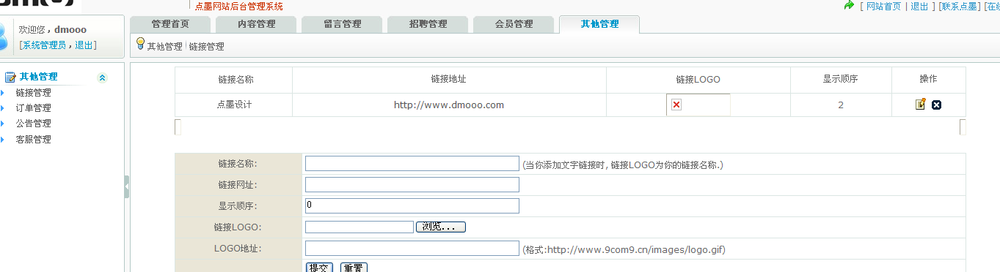 点墨网站后台管理系统
[ 网站首页 | 退出 ] [联系点墨]
欢迎您，dmooo
[系统管理员，退出]
管理首页 内容管理 留言管理 招聘管理 会员管理 其他管理
其他管理 | 链接管理
其他管理
链接管理
订单管理
公告管理
客服管理
链接名称 链接地址 链接LOGO 显示顺序 操作
点墨设计 http://www.dmooo.com 2
链接名称: (当你添加文字链接时, 链接LOGO为你的链接名称.)
链接网址:
显示顺序: 0
链接LOGO: 浏览...
LOGO地址: (格式:http://www.9com9.cn/images/logo.gif)
提交 重置